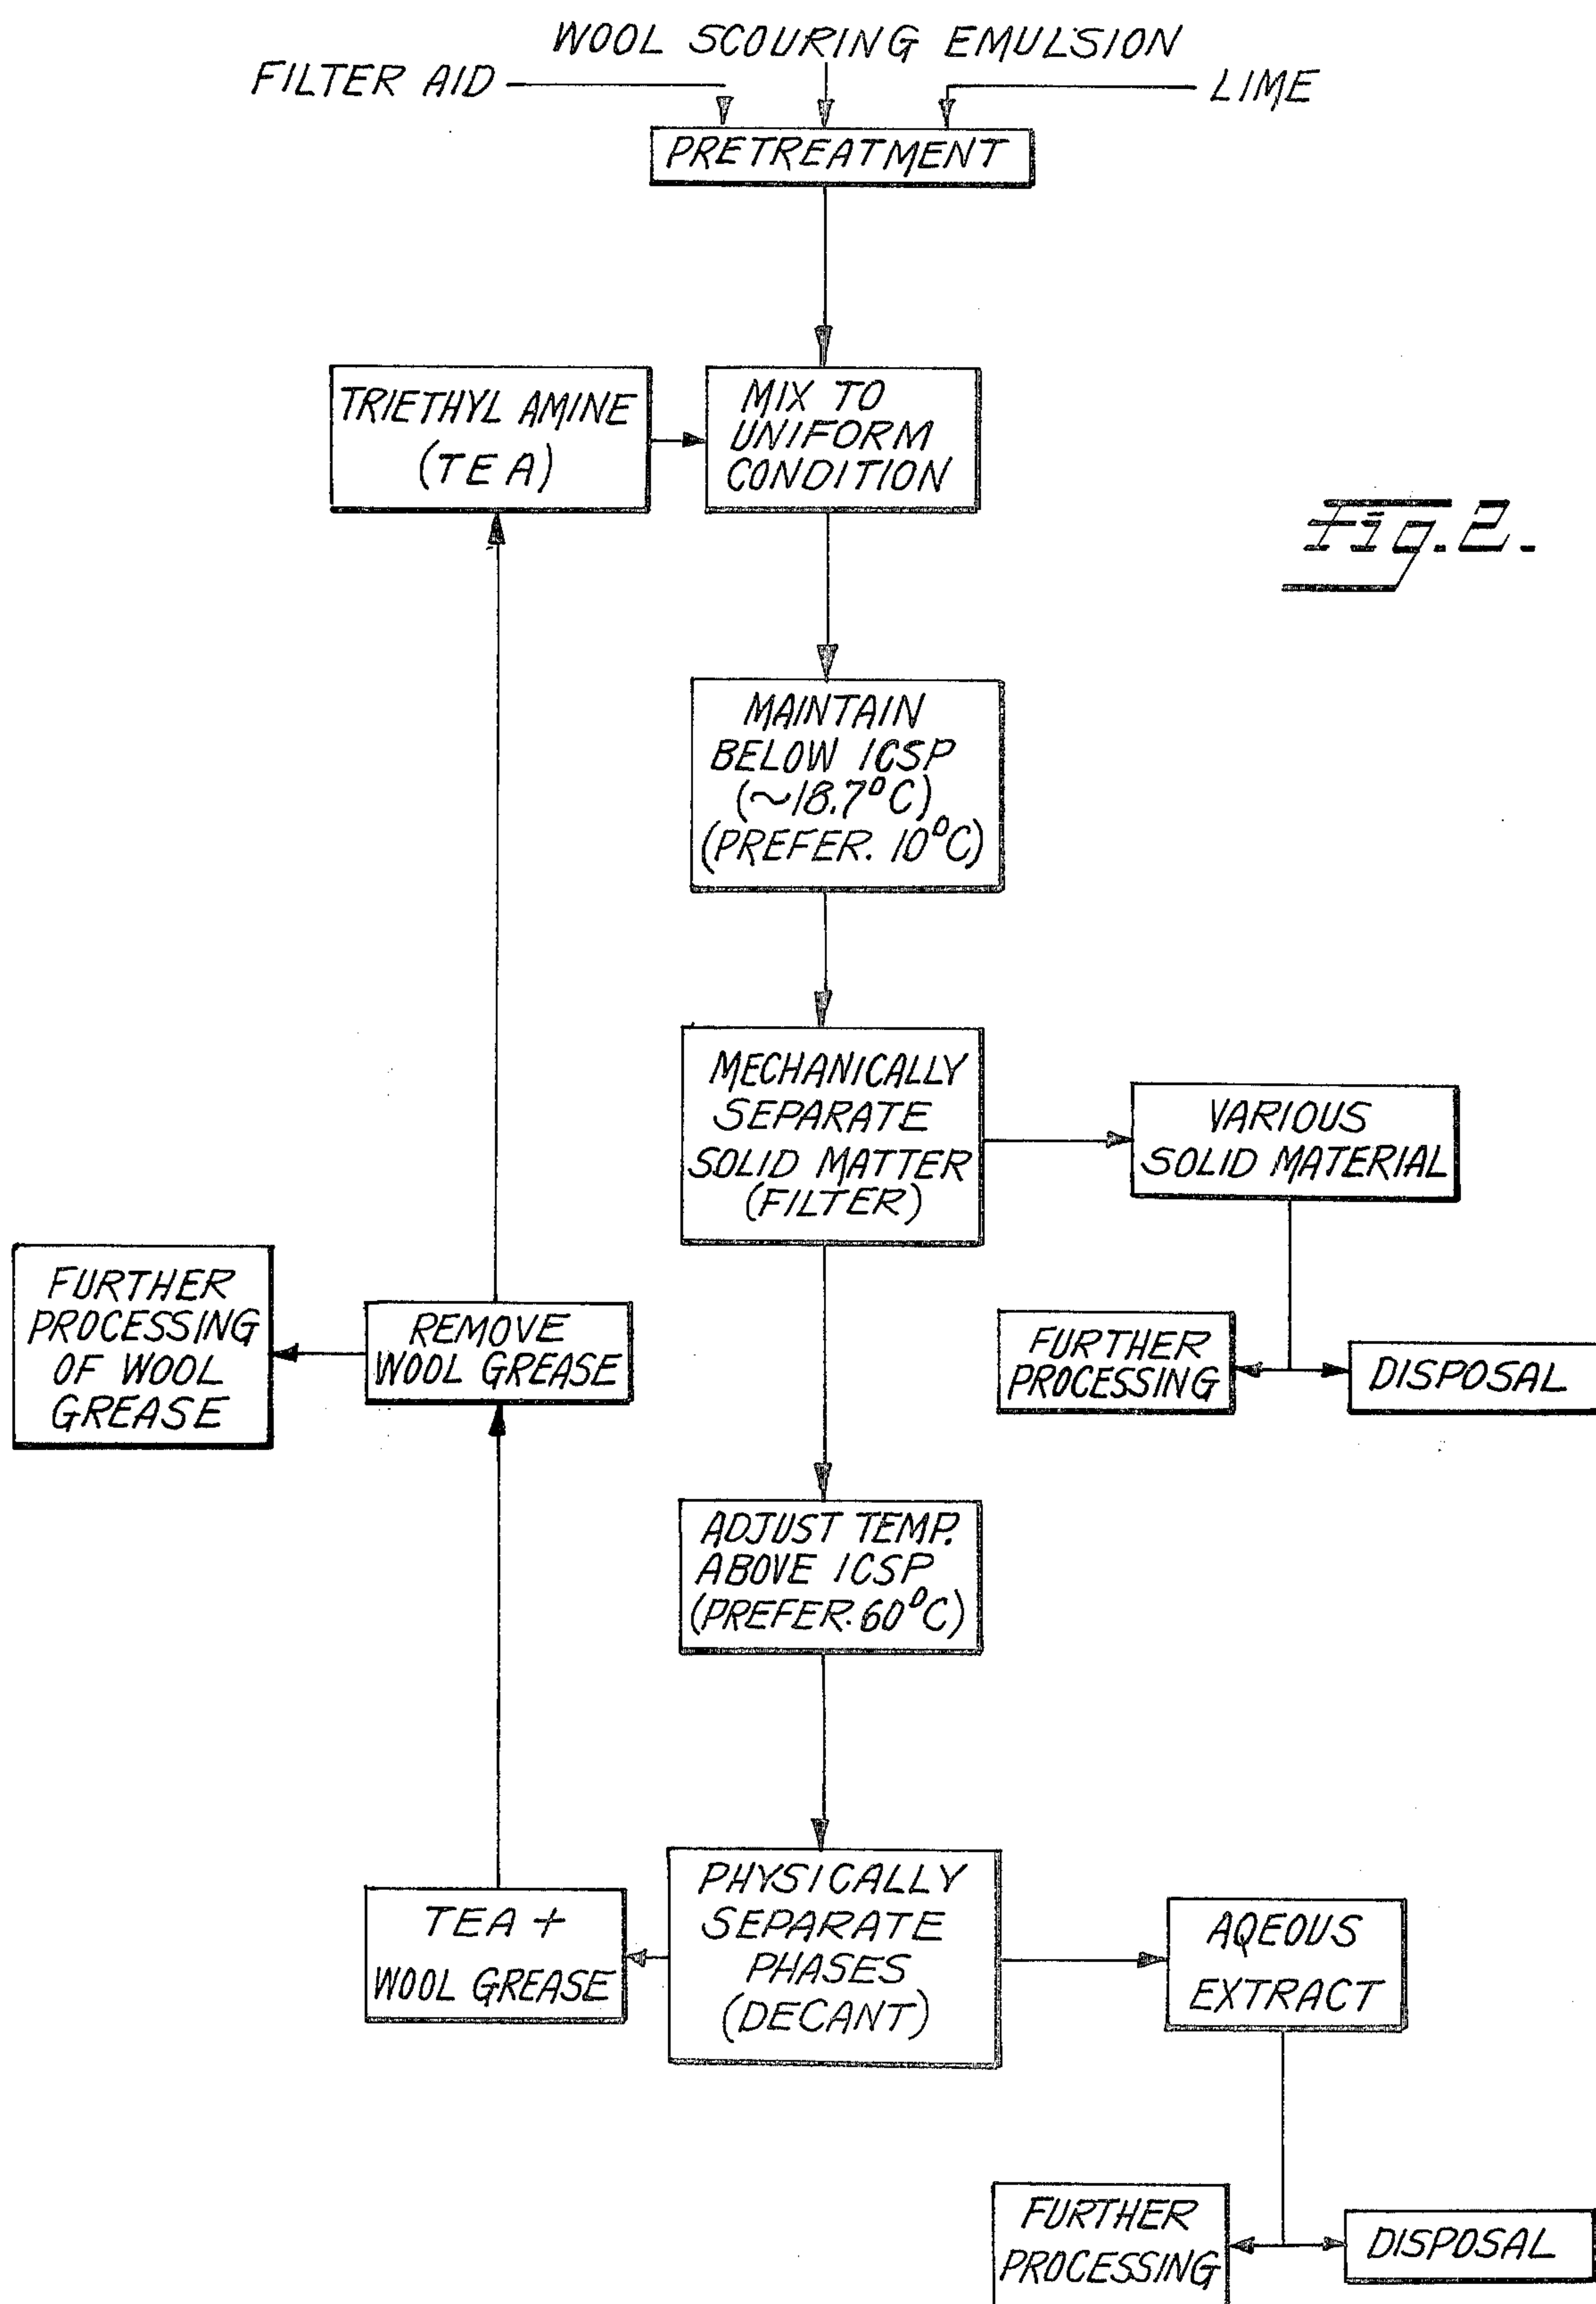 WOOL SCOURING EMULSION
FILTER AID
LIME
PRETREATMENT
TRIETHYL AMINE
(TEA)
MIX TO
UNIFORM
CONDITION
Fig. 2.
MAINTAIN
BELOW ICSP
(~18.7°C)
(PREFER. 10°C)
MECHANICALLY
SEPARATE
SOLID MATTER
(FILTER)
VARIOUS
SOLID MATERIAL
FURTHER
PROCESSING
OF WOOL
GREASE
REMOVE
WOOL GREASE
FURTHER
PROCESSING
DISPOSAL
ADJUST TEMP.
ABOVE ICSP
(PREFER. 60°C)
TEA +
WOOL GREASE
PHYSICALLY
SEPARATE
PHASES
(DECANT)
AQEOUS
EXTRACT
FURTHER
PROCESSING
DISPOSAL